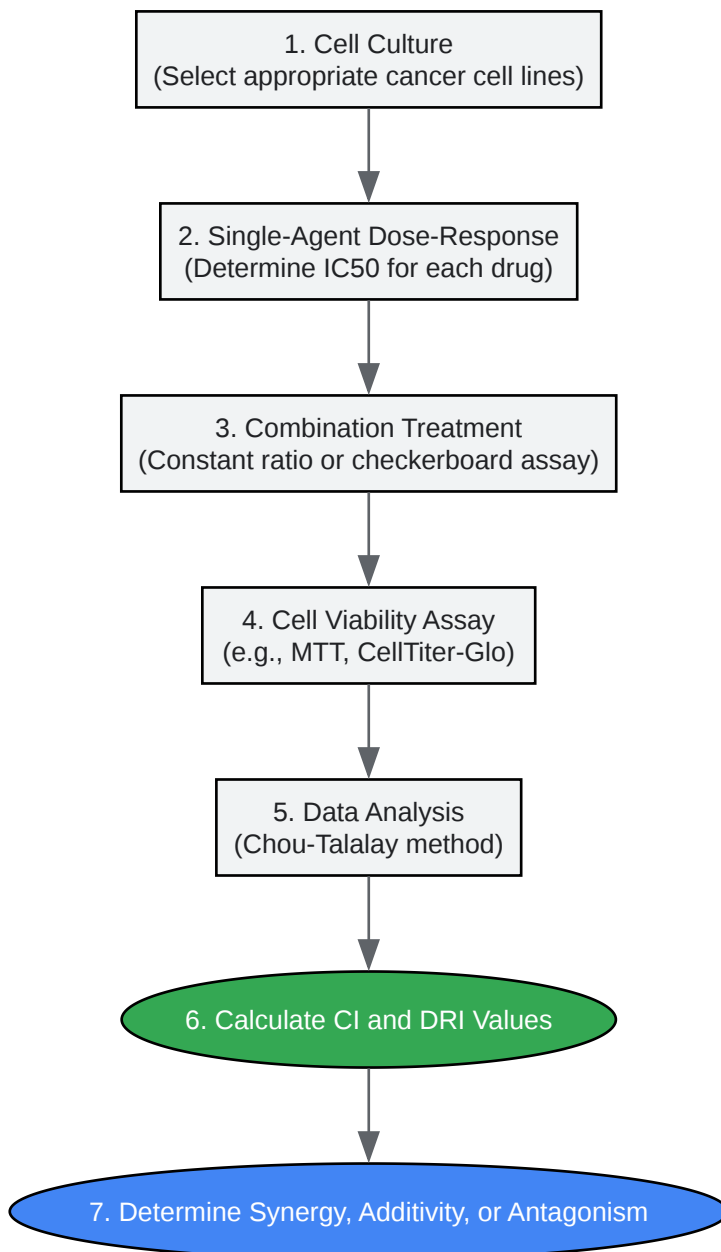 1. Cell Culture
(Select appropriate cancer cell lines)
2. Single-Agent Dose-Response
(Determine IC50 for each drug)
3. Combination Treatment
(Constant ratio or checkerboard assay)
4. Cell Viability Assay
(e.g., MTT, CellTiter-Glo)
5. Data Analysis
(Chou-Talalay method)
6. Calculate CI and DRI Values
7. Determine Synergy, Additivity, or Antagonism